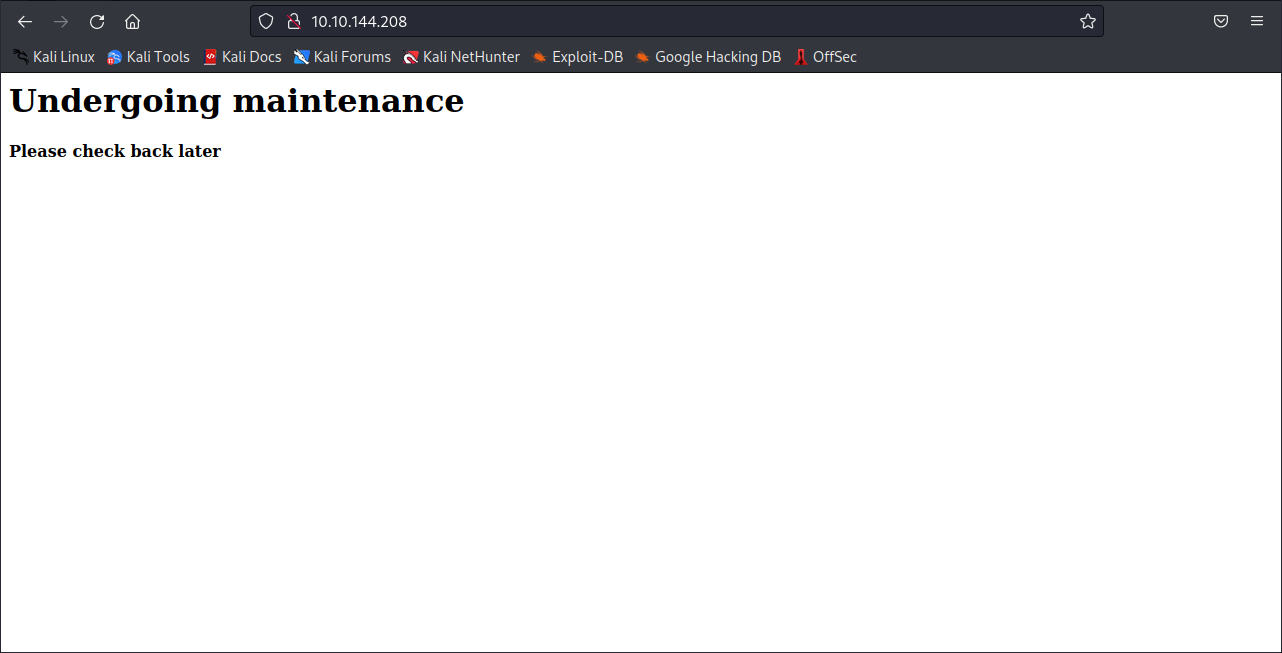 10.10.144.208
Kali Linux Kali Tools Kali Docs Kali Forums Kali NetHunter Exploit-DB Google Hacking DB OffSec
Undergoing maintenance
Please check back later